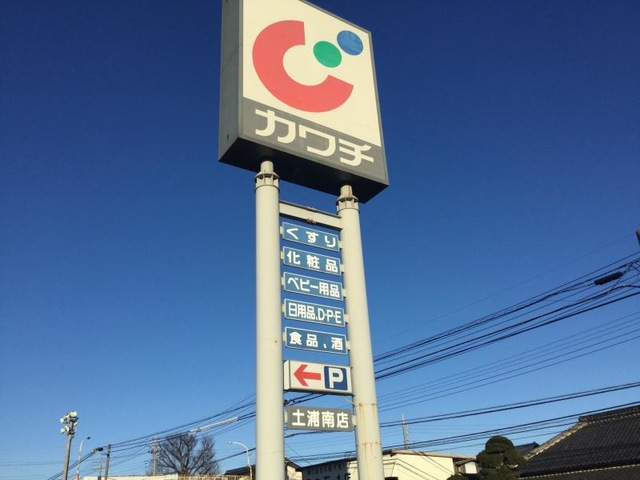 カワチ
くすり
化粧品
ベビー用品
日用品、D・P・E
食品、酒
P
土浦南店